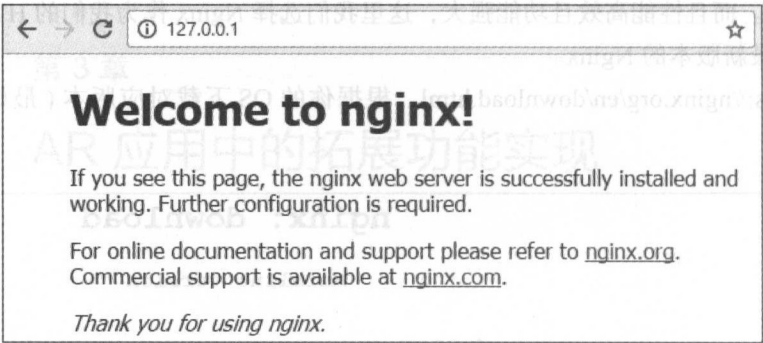 127.0.0.1
Welcome to nginx!
If you see this page, the nginx web server is successfully installed and
working. Further configuration is required.
For online documentation and support please refer to nginx.org.
Commercial support is available at nginx.com.
Thank you for using nginx.